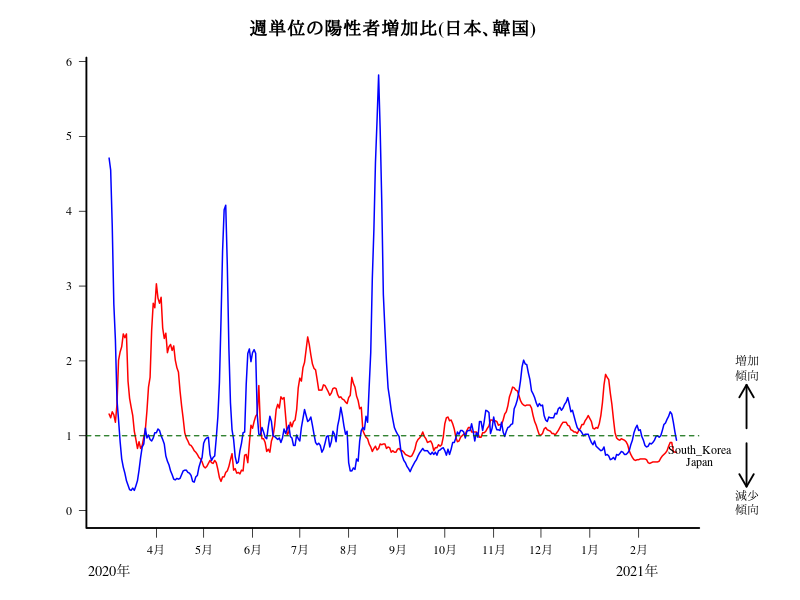 週単位の陽性者増加比(日本、韓国)
6
5
4
3
2
1
0
増加
傾向
South_Korea
Japan
減少
傾向
4月 5月 6月 7月 8月 9月 10月 11月 12月 1月 2月
2020年 2021年